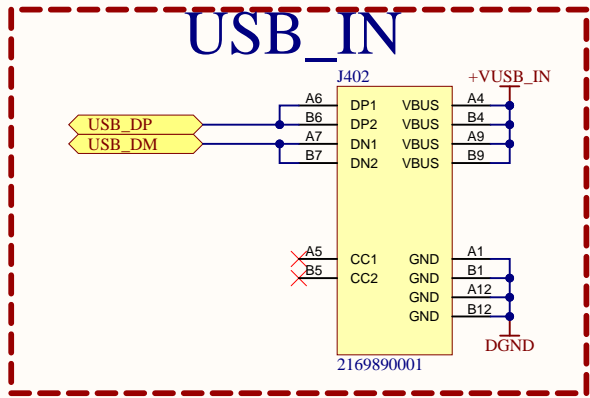 USB_IN
J402
+VUSB_IN
A6 DP1 VBUS A4
USB_DP B6 DP2 VBUS B4
USB_DM A7 DN1 VBUS A9
B7 DN2 VBUS B9
A5 CC1 GND A1
B5 CC2 GND B1
GND A12
GND B12
DGND
2169890001